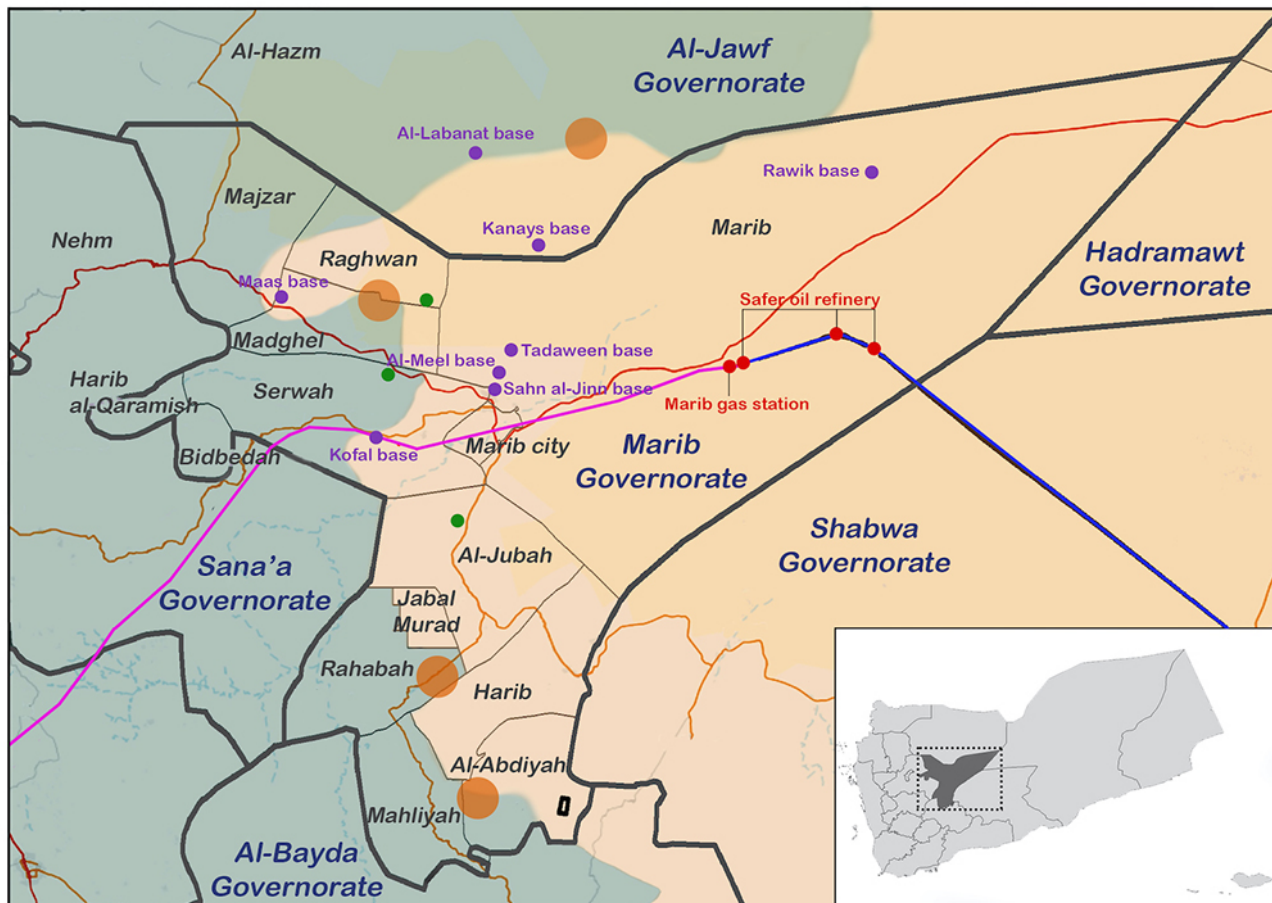 Al-Hazm
Al-Jawf
Governorate
Al-Labanat base
Rawik base
Majzar
Kanays base
Marib
Nehm
Raghwan
Hadramawt
Governorate
Maas base
Safer oil refinery
Madghel
Al-Meel base
Tadaween base
Harib
al-Qaramish
Serwah
Sahn al-Jinn base
Marib gas station
Bidbedah
Kofal base
Marib city
Marib
Governorate
Shabwa
Governorate
Sana’a
Governorate
Al-Jubah
Jabal
Murad
Rahabah
Harib
Al-Abdiyah
Mahliyah
Al-Bayda
Governorate